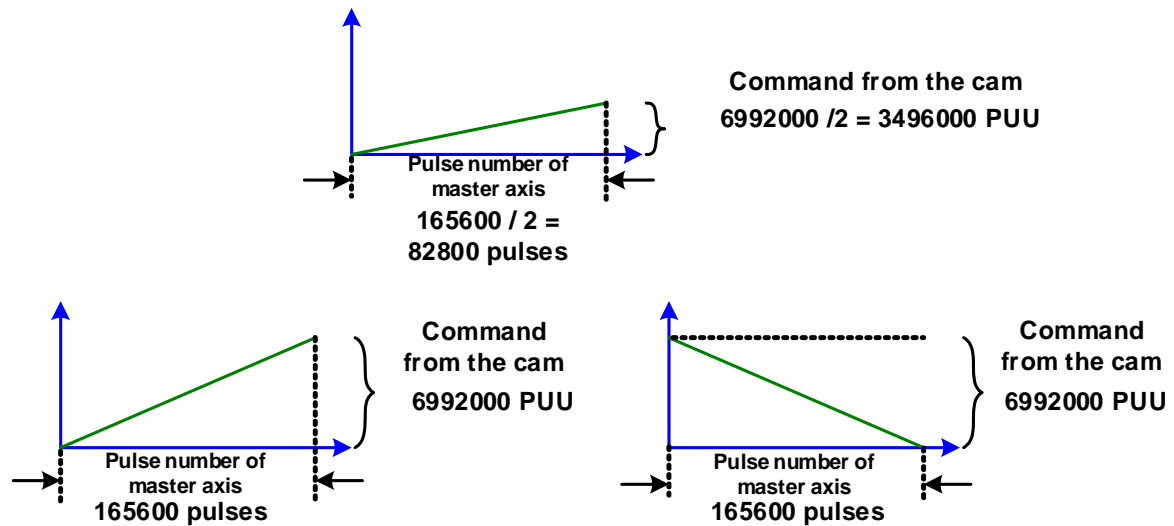 Command from the cam
6992000 /2 = 3496000 PUU
Pulse number of
master axis
165600 / 2 =
82800 pulses
Command
from the cam
6992000 PUU
Pulse number of
master axis
165600 pulses
Command
from the cam
6992000 PUU
Pulse number of
master axis
165600 pulses